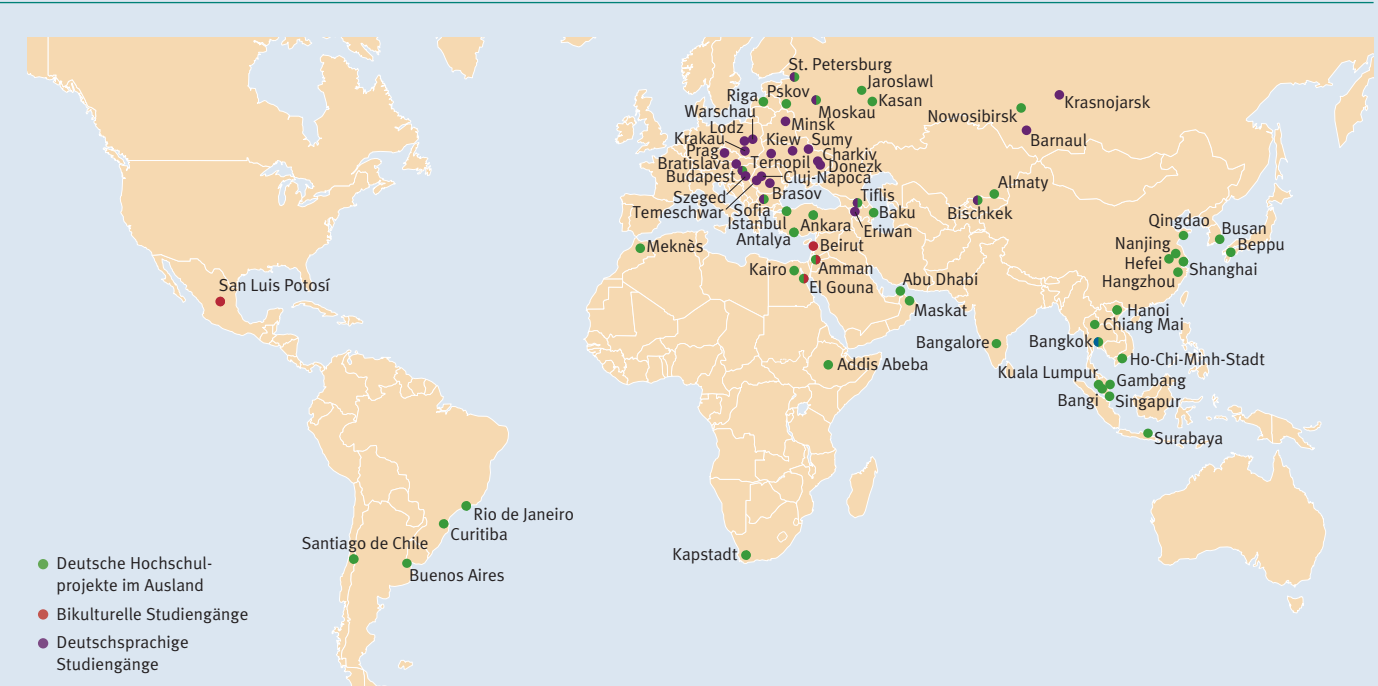 St. Petersburg
Jaroslawl
Riga
Pskov
Kasan
Krasnojarsk
Warschau
Moskau
Nowosibirsk
Lodz
Minsk
Barnaul
Krakau
Kiew
Sumy
Prag
Charkiv
Bratislava
Ternopil
Donezk
Budapest
Cluj-Napoca
Almaty
Szeged
Brasov
Tiflis
Temeschwar
Sofia
Baku
Bischkek
Istanbul
Ankara
Eriwan
Qingdao
Busan
Antalya
Meknès
Beirut
Nanjing
Beppu
Kairo
Amman
Hefei
Shanghai
Abu Dhabi
Hangzhou
San Luis Potosí
El Gouna
Maskat
Hanoi
Chiang Mai
Bangalore
Bangkok
Addis Abeba
Ho-Chi-Minh-Stadt
Kuala Lumpur
Gambang
Bangi
Singapur
Surabaya
Rio de Janeiro
Curitiba
Santiago de Chile
Kapstadt
Buenos Aires
Deutsche Hochschul-
projekte im Ausland
Bikulturelle Studiengänge
Deutschsprachige
Studiengänge